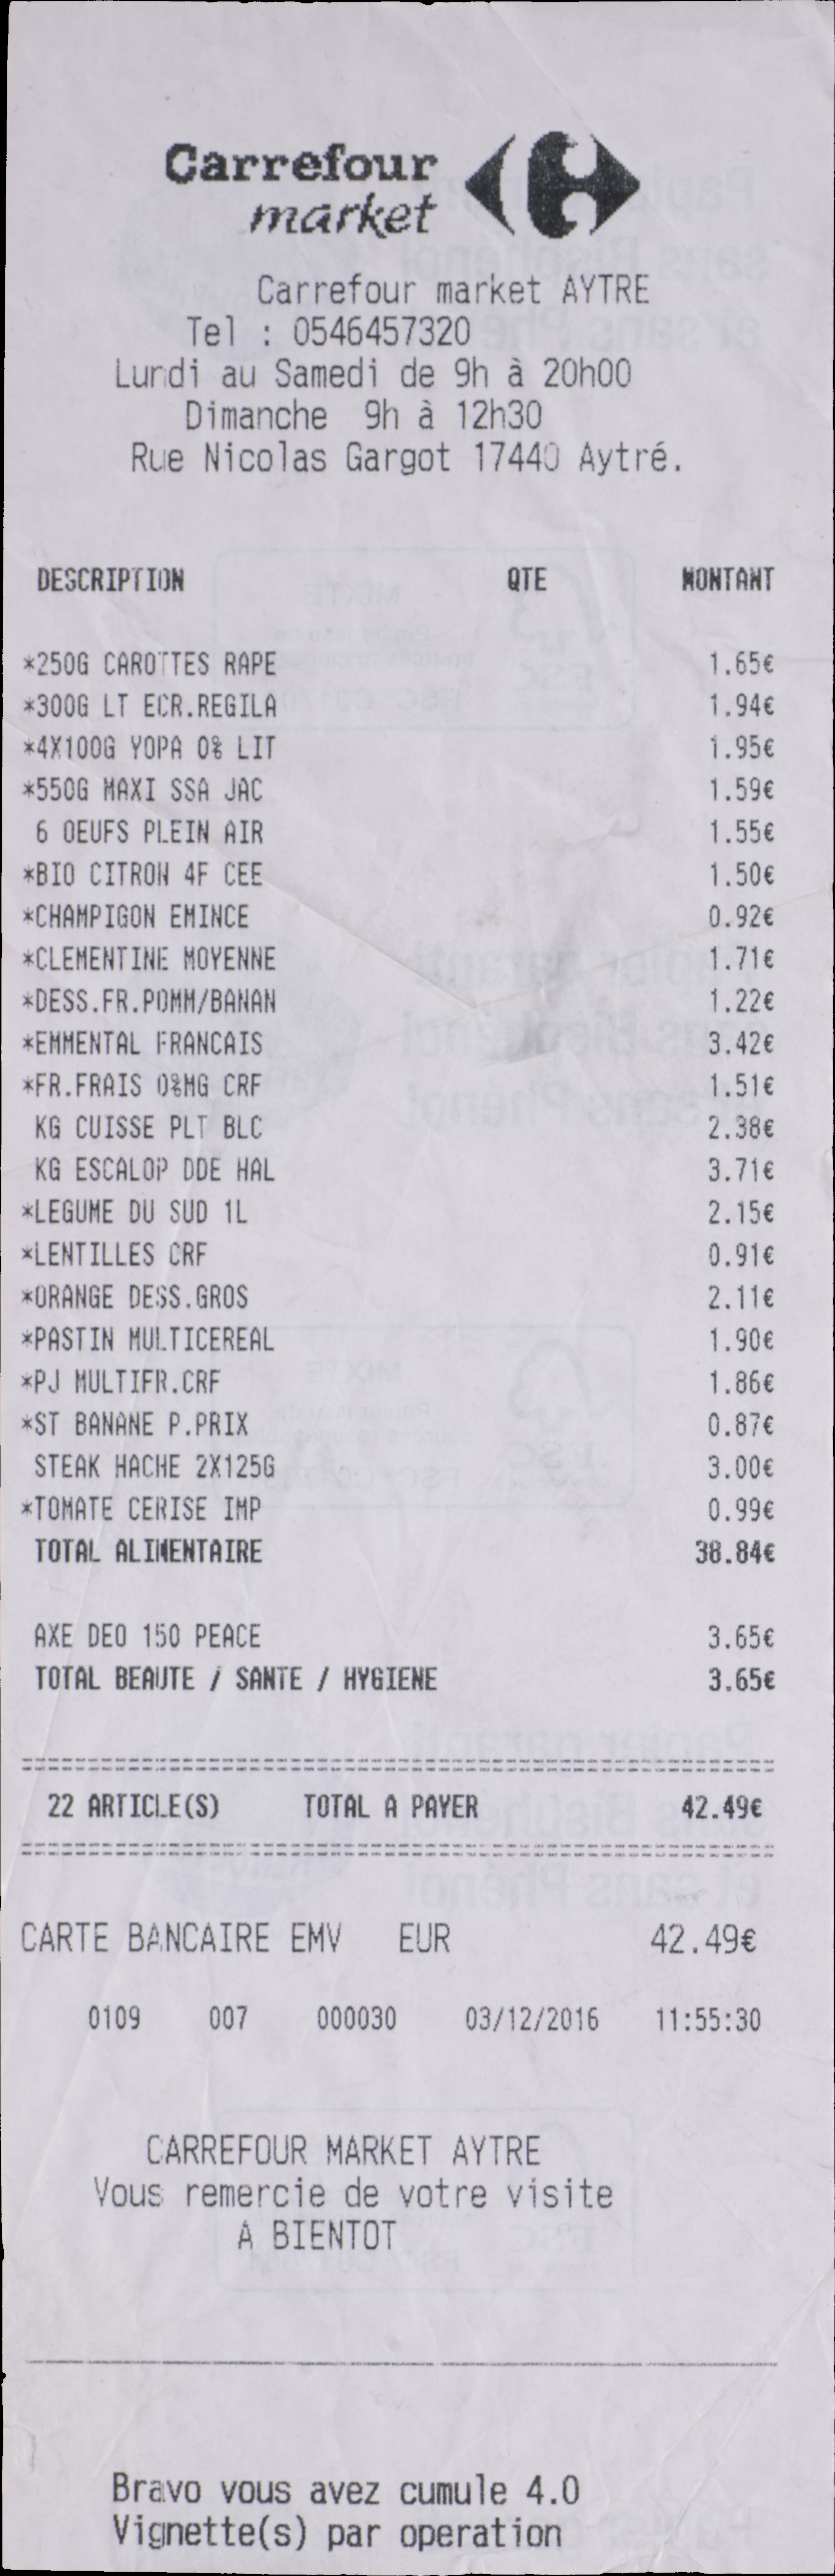 Carrefour
market
Carrefour market AYTRE
Tel : 0546457320
Lundi au Samedi de 9h à 20h00
Dimanche 9h à 12h30
Rue Nicolas Gargot 17440 Aytré.
DESCRIPTION QTE MONTANT
*250G CAROTTES RAPE 1.65€
*300G LT ECR.REGILA 1.94€
*4X100G YOPA 0% LIT 1.95€
*550G MAXI SSA JAC 1.59€
6 OEUFS PLEIN AIR 1.55€
*BIO CITRON 4F CEE 1.50€
*CHAMPIGON EMINCE 0.92€
*CLEMENTINE MOYENNE 1.71€
*DESS.FR.POMM/BANAN 1.22€
*EMMENTAL FRANCAIS 3.42€
*FR.FRAIS 0%MG CRF 1.51€
KG CUISSE PLT BLC 2.38€
KG ESCALOP DDE HAL 3.71€
*LEGUME DU SUD 1L 2.15€
*LENTILLES CRF 0.91€
*ORANGE DESS.GROS 2.11€
*PASTIN MULTICEREAL 1.90€
*PJ MULTIFR.CRF 1.86€
*ST BANANE P.PRIX 0.87€
STEAK HACHE 2X125G 3.00€
*TOMATE CERISE IMP 0.99€
TOTAL ALIMENTAIRE 38.84€
AXE DEO 150 PEACE 3.65€
TOTAL BEAUTE / SANTE / HYGIENE 3.65€
22 ARTICLE(S) TOTAL A PAYER 42.49€
CARTE BANCAIRE EMV EUR 42.49€
0109 007 000030 03/12/2016 11:55:30
CARREFOUR MARKET AYTRE
Vous remercie de votre visite
A BIENTOT
Bravo vous avez cumule 4.0
Vignette(s) par operation